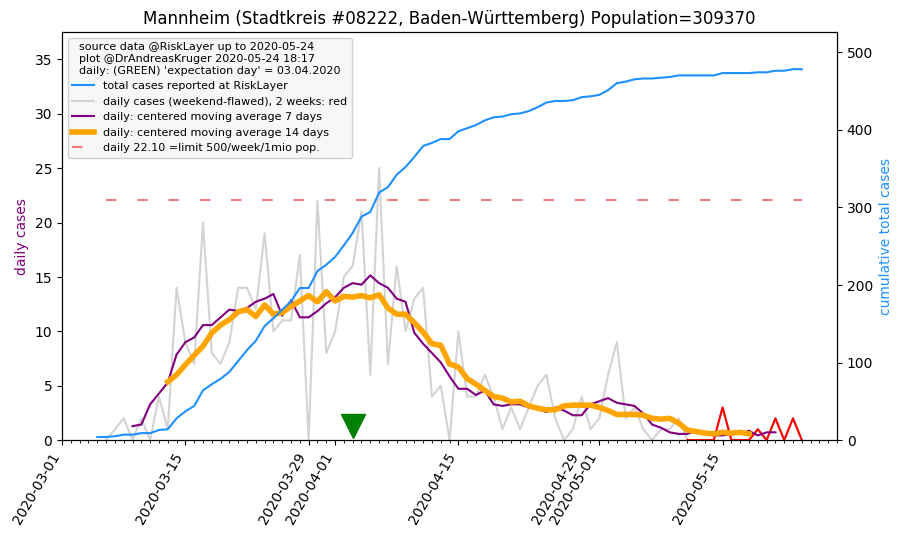 Mannheim (Stadtkreis #08222, Baden-Württemberg) Population=309370
source data @RiskLayer up to 2020-05-24
plot @DrAndreasKruger 2020-05-24 18:17
daily: (GREEN) 'expectation day' = 03.04.2020
total cases reported at RiskLayer
daily cases (weekend-flawed), 2 weeks: red
daily: centered moving average 7 days
daily: centered moving average 14 days
daily 22.10 =limit 500/week/1mio pop.
daily cases
35
30
25
20
15
10
5
0
500
400
300
200
100
0
cumulative total cases
2020-03-01
2020-03-15
2020-03-29
2020-04-01
2020-04-15
2020-04-29
2020-05-01
2020-05-15